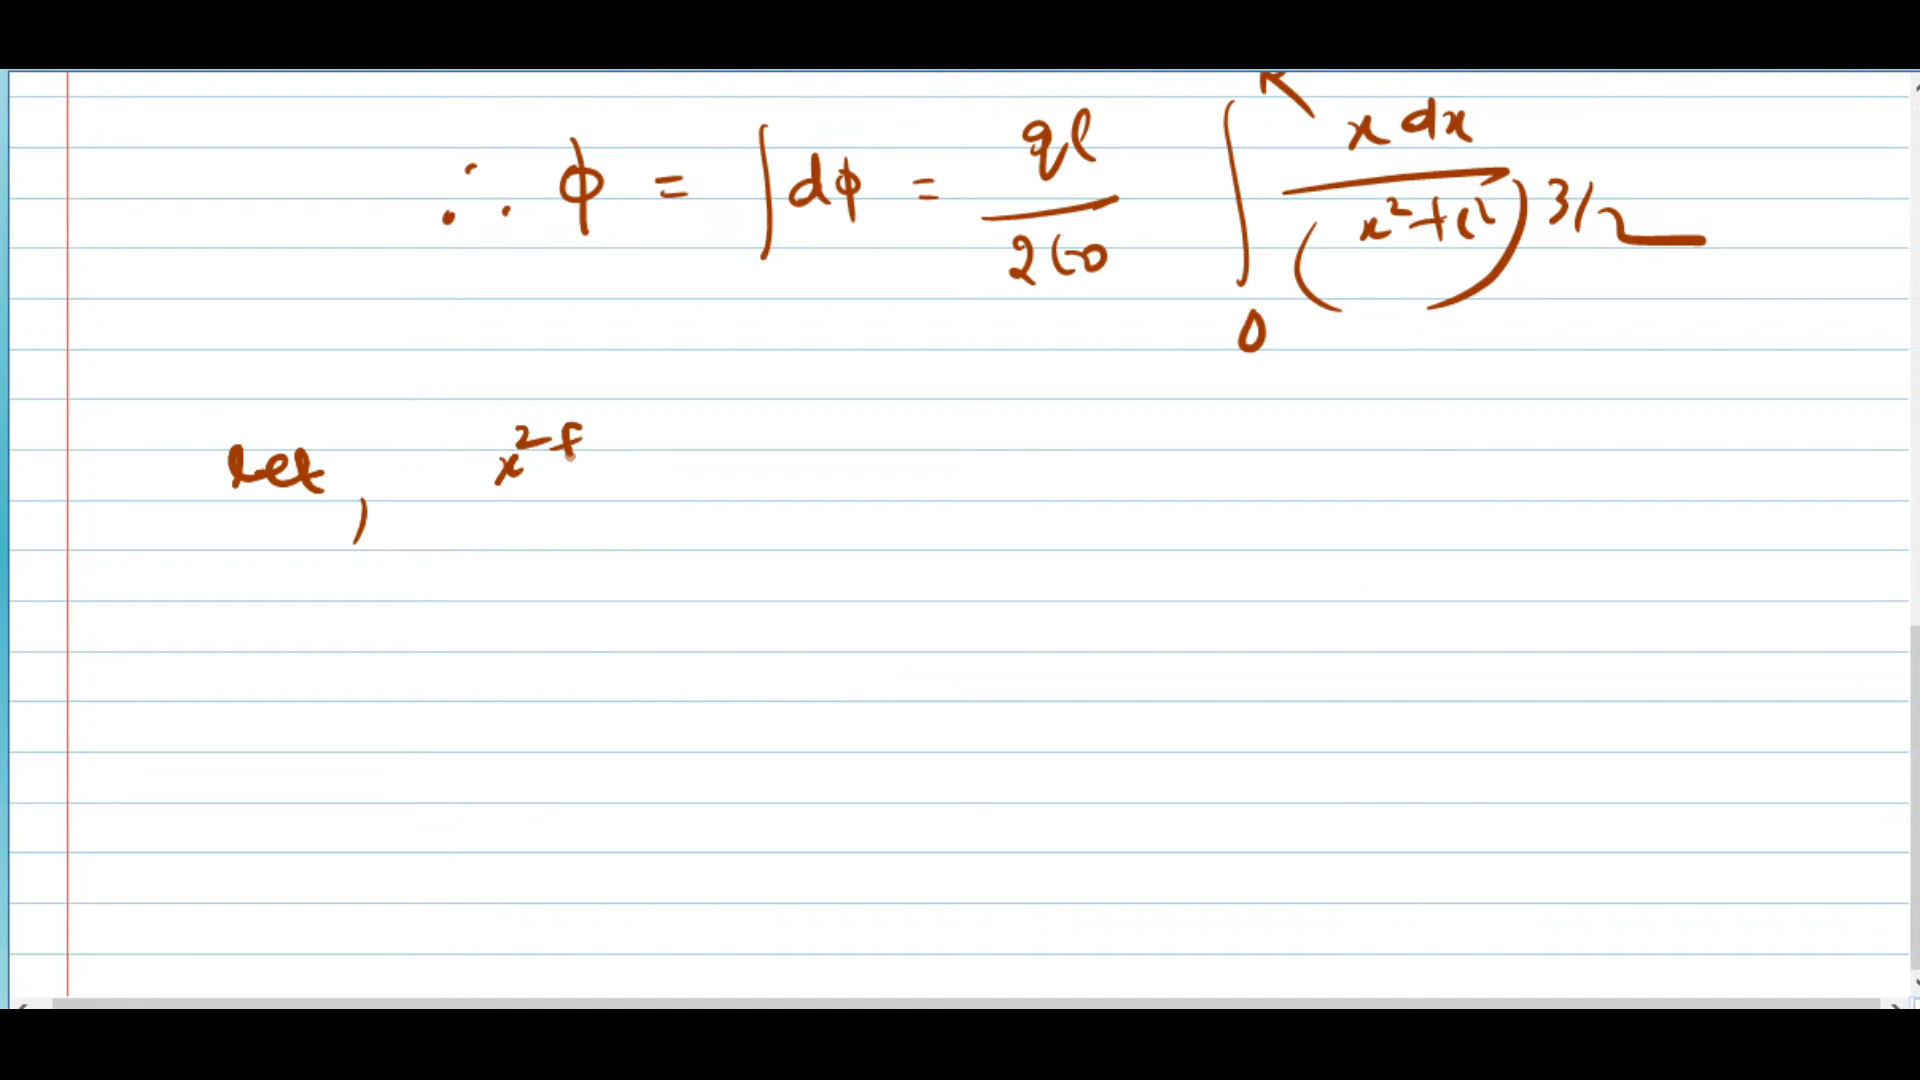 ∴ ϕ = ∫dϕ = ql/2ϵ0 ∫0 x dx/(x²+l²)3/2
let, x²+